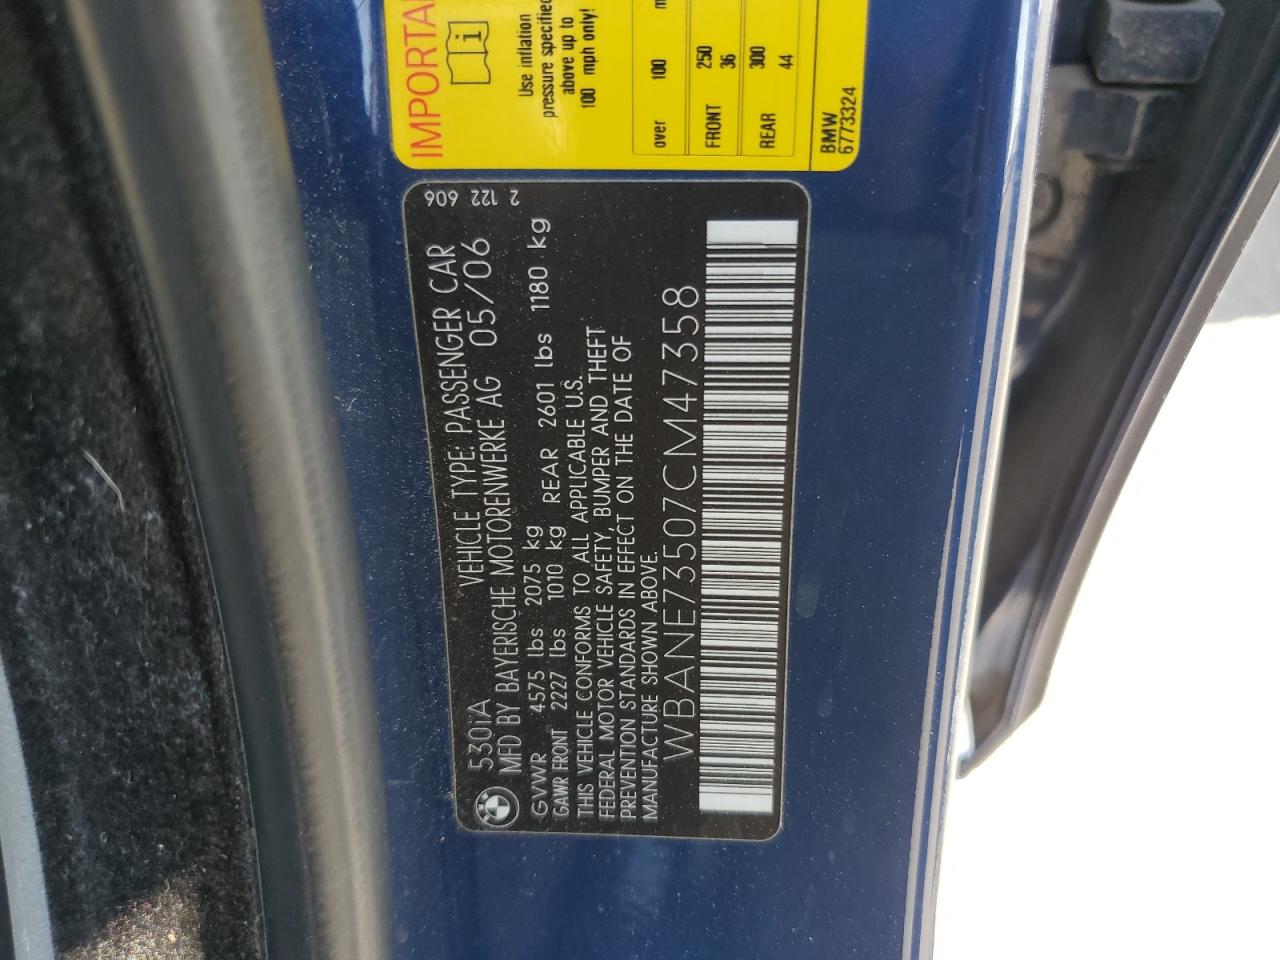 530iA
VEHICLE TYPE: PASSENGER CAR
MFD BY BAYERISCHE MOTORENWERKE AG 05/06
GVWR 4575 lbs 2075 kg
GAWR FRONT 2227 lbs 1010 kg REAR 2601 lbs 1180 kg
THIS VEHICLE CONFORMS TO ALL APPLICABLE U.S.
FEDERAL MOTOR VEHICLE SAFETY, BUMPER AND THEFT
PREVENTION STANDARDS IN EFFECT ON THE DATE OF
MANUFACTURE SHOWN ABOVE.
WBANE73507CM47358
2 122 606
Use inflation
pressure specified
above up to
100 mph only!
over 100
FRONT 250
36
REAR 300
44
BMW
6773324